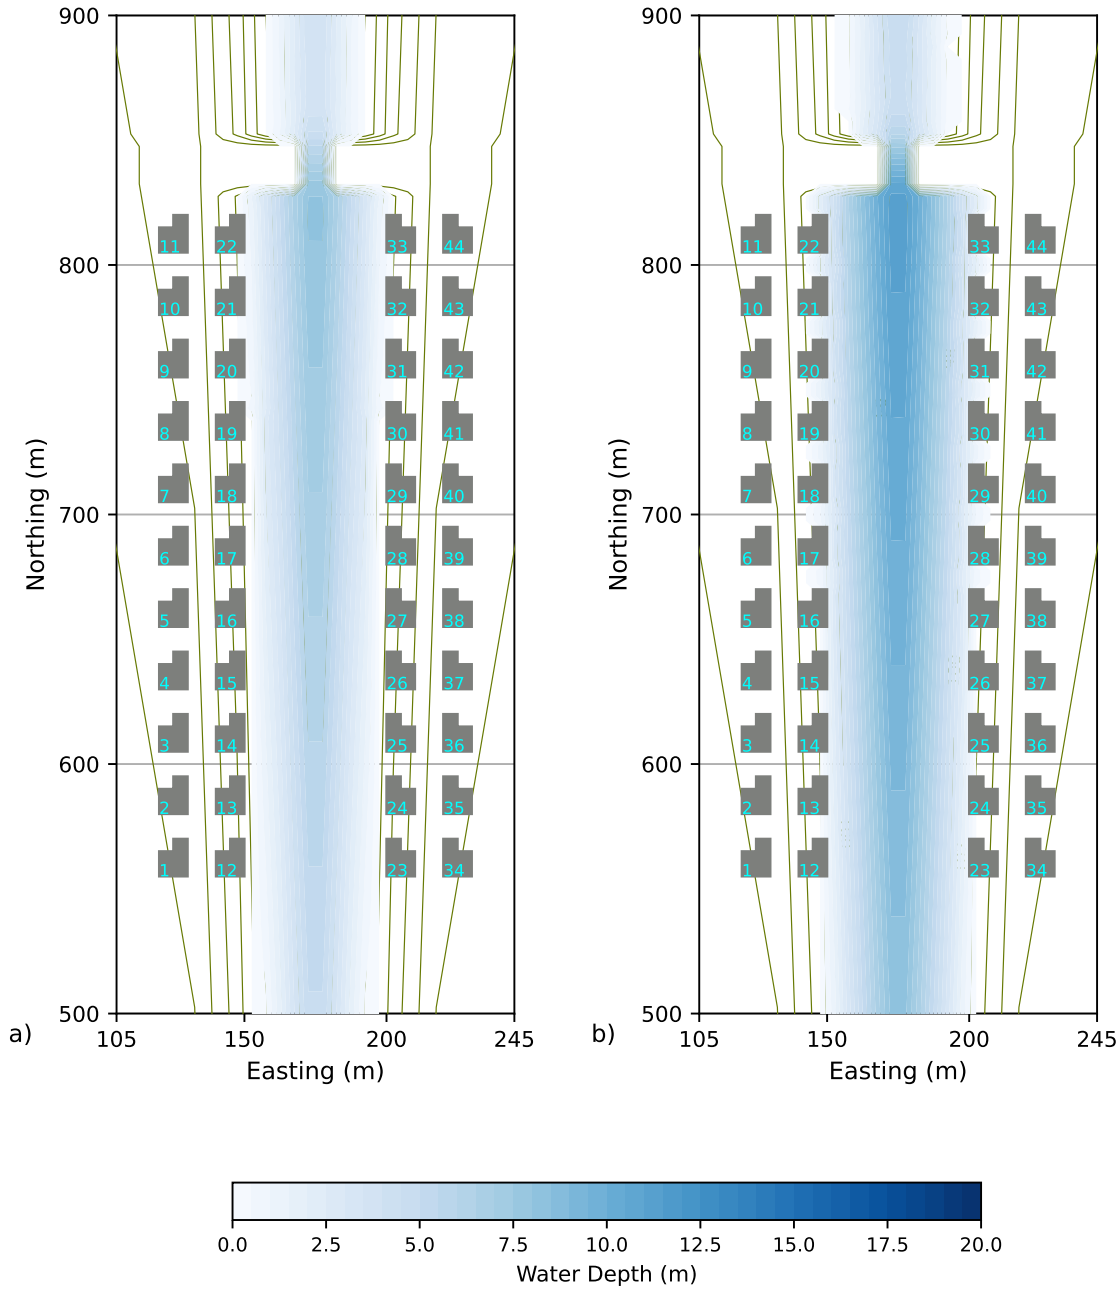 900
900
11 22 33 44
11 22 33 44
800
800
10 21 32 43
10 21 32 43
9 20 31 42
9 20 31 42
8 19 30 41
8 19 30 41
7 18 29 40
7 18 29 40
700
700
6 17 28 39
6 17 28 39
5 16 27 38
5 16 27 38
4 15 26 37
4 15 26 37
3 14 25 36
3 14 25 36
600
600
2 13 24 35
2 13 24 35
1 12 23 34
1 12 23 34
500
500
Northing (m)
Northing (m)
a)
b)
105 150 200 245
105 150 200 245
Easting (m)
Easting (m)
0.0 2.5 5.0 7.5 10.0 12.5 15.0 17.5 20.0
Water Depth (m)